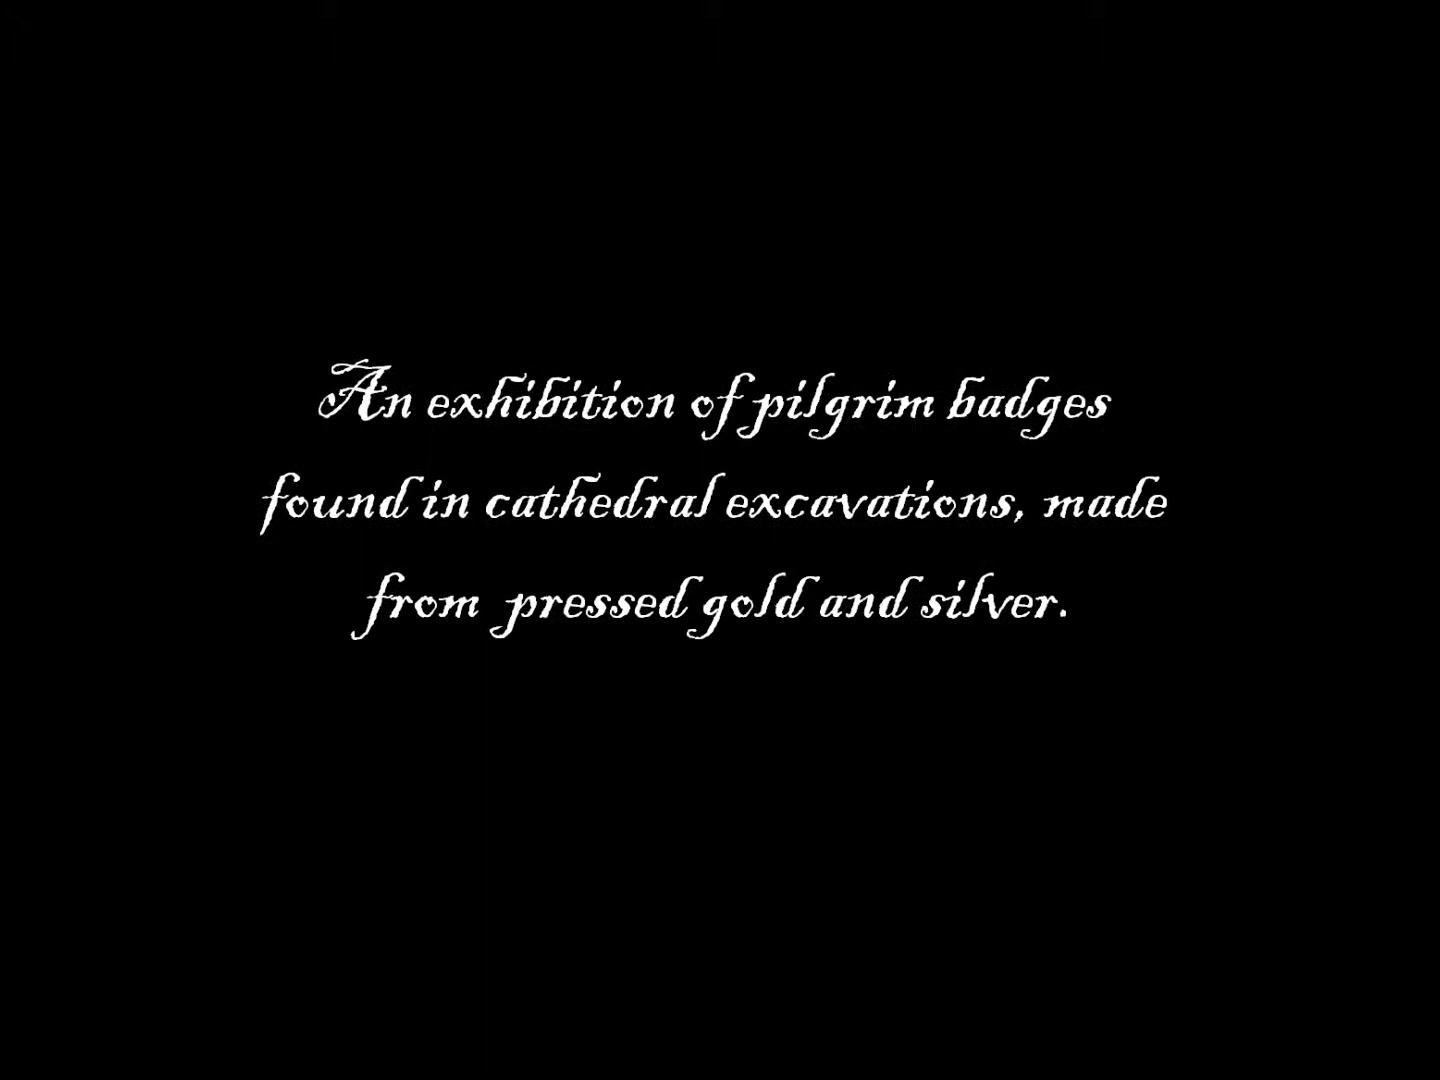 An exhibition of pilgrim badges
found in cathedral excavations, made
from pressed gold and silver.